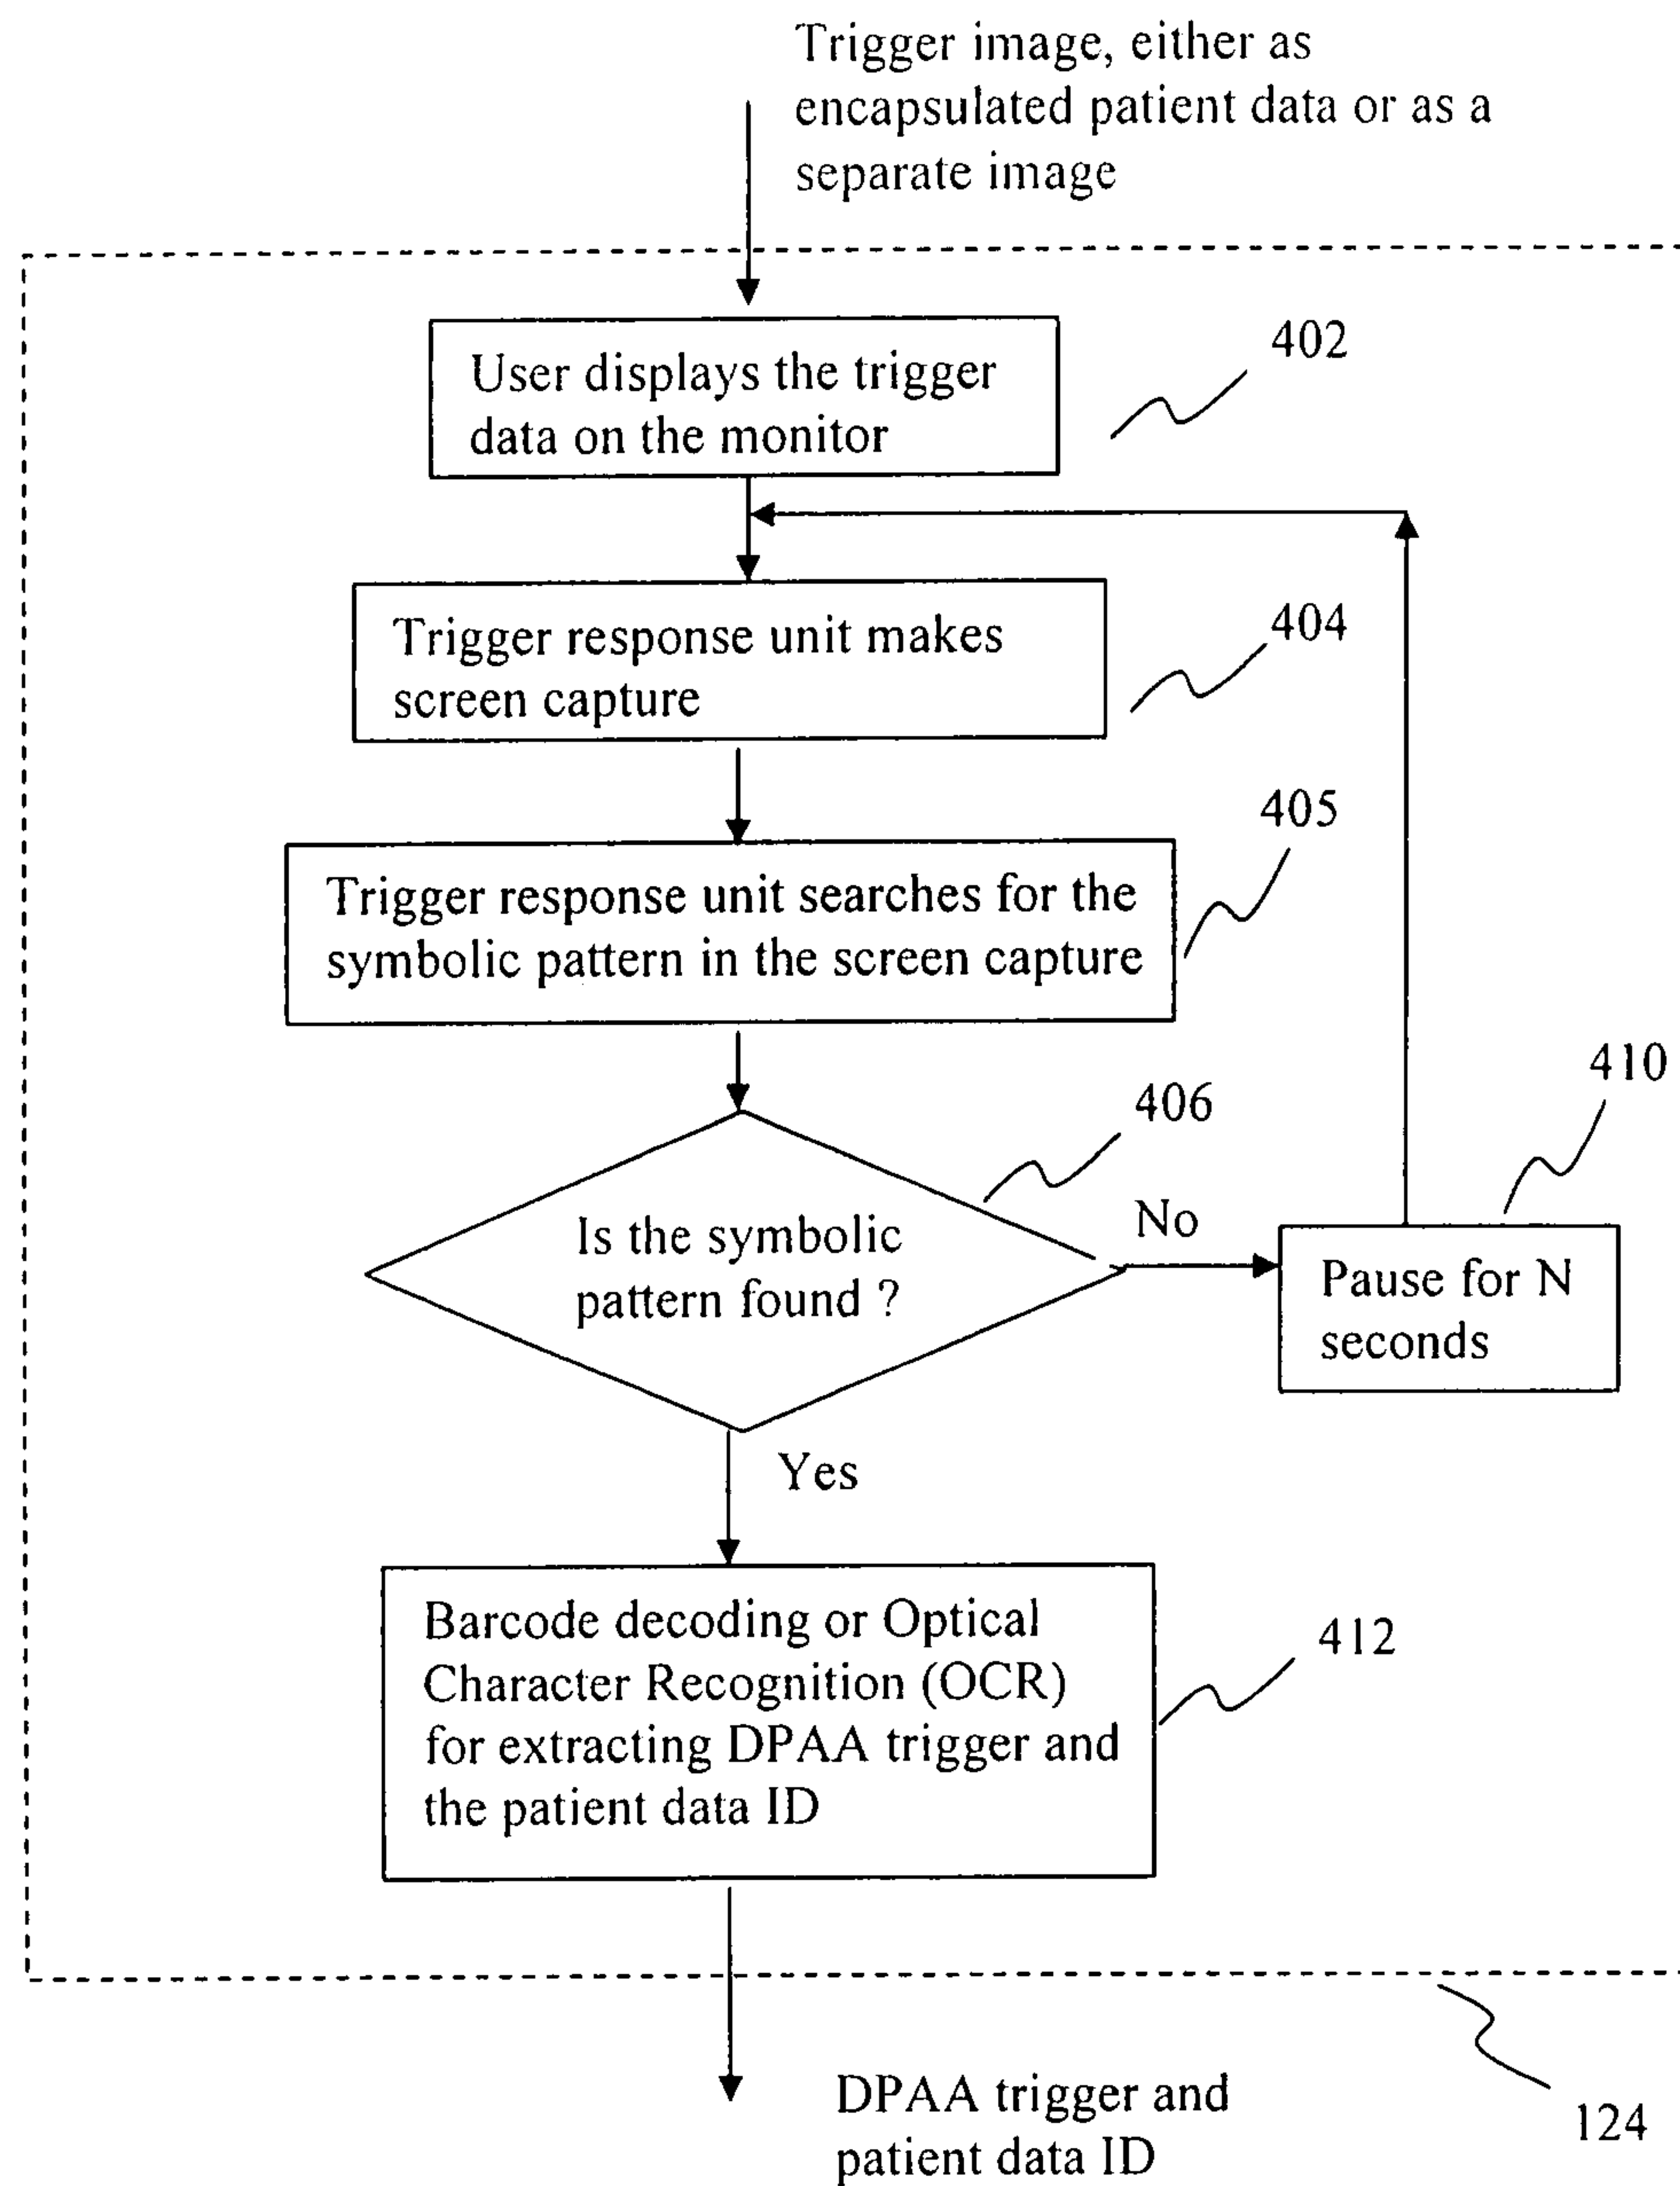 Trigger image, either as
encapsulated patient data or as a
separate image
User displays the trigger
data on the monitor
402
Trigger response unit makes
screen capture
404
405
Trigger response unit searches for the
symbolic pattern in the screen capture
406
410
Is the symbolic
pattern found ?
No
Pause for N
seconds
Yes
Barcode decoding or Optical
Character Recognition (OCR)
for extracting DPAA trigger and
the patient data ID
412
DPAA trigger and
patient data ID
124